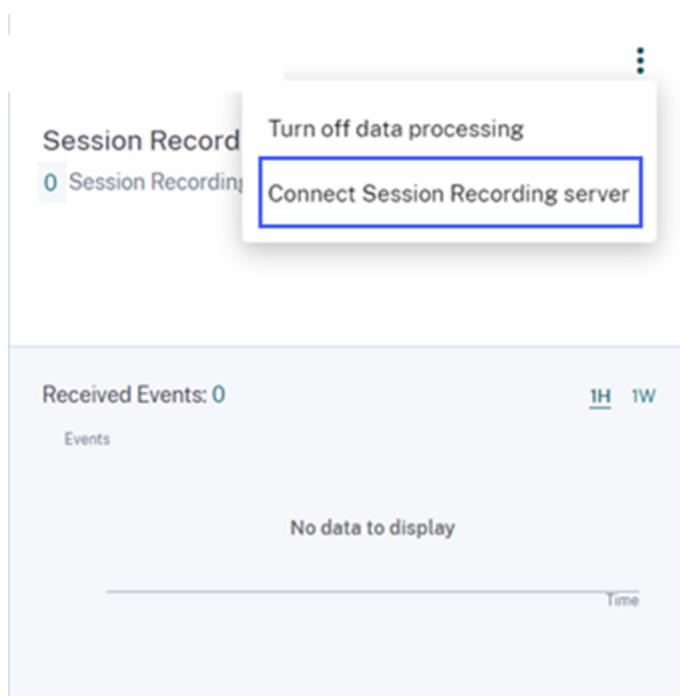 Turn off data processing
Session Record
0 Session Recording
Connect Session Recording server
Received Events: 0
1H 1W
Events
No data to display
Time